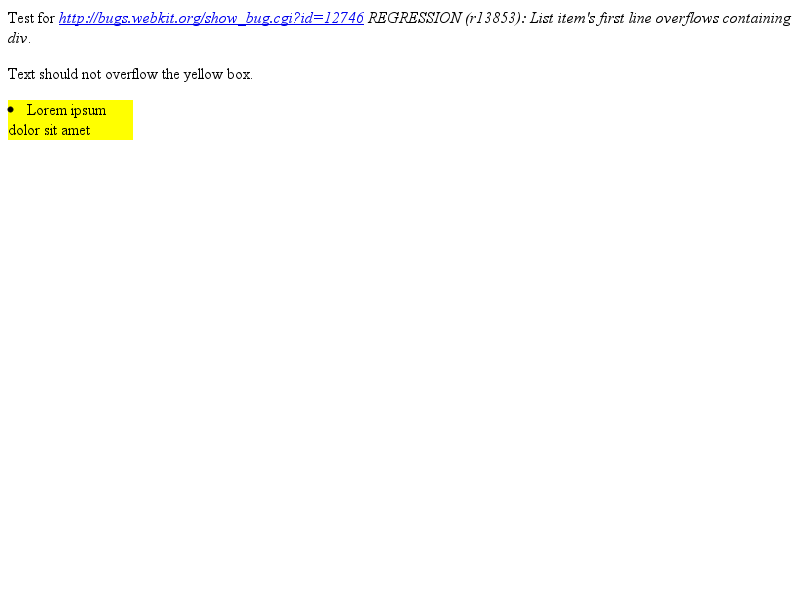 Test for http://bugs.webkit.org/show_bug.cgi?id=12746 REGRESSION (r13853): List item's first line overflows containing
div.
Text should not overflow the yellow box.
• Lorem ipsum
dolor sit amet